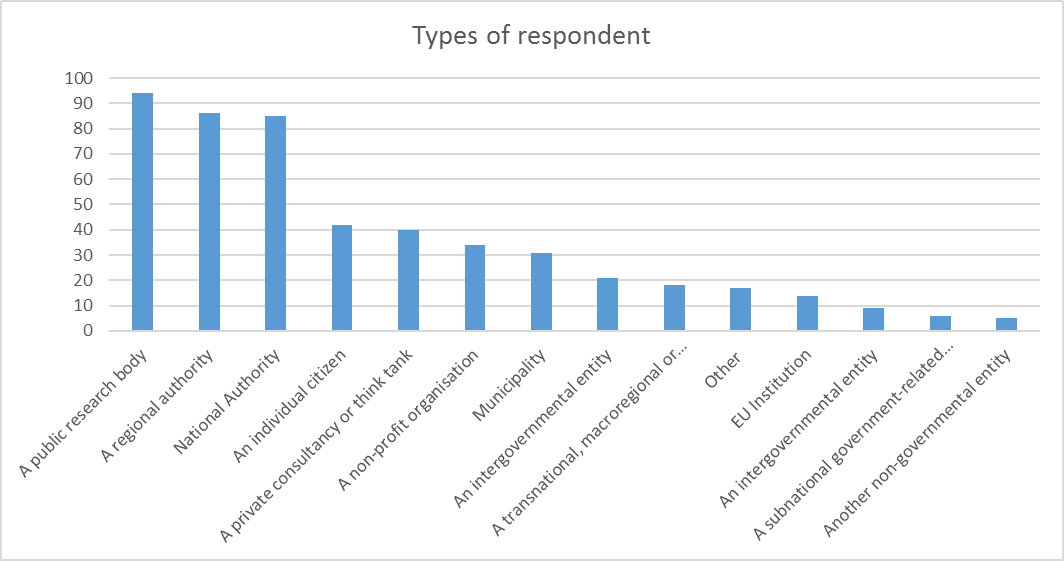 Types of respondent
100
90
80
70
60
50
40
30
20
10
0
A public research body
A regional authority
National Authority
An individual citizen
A private consultancy or think tank
A non-profit organisation
Municipality
An intergovernmental entity
A transnational, macroregional or...
Other
EU Institution
An intergovernmental entity
A subnational government-related...
Another non-governmental entity